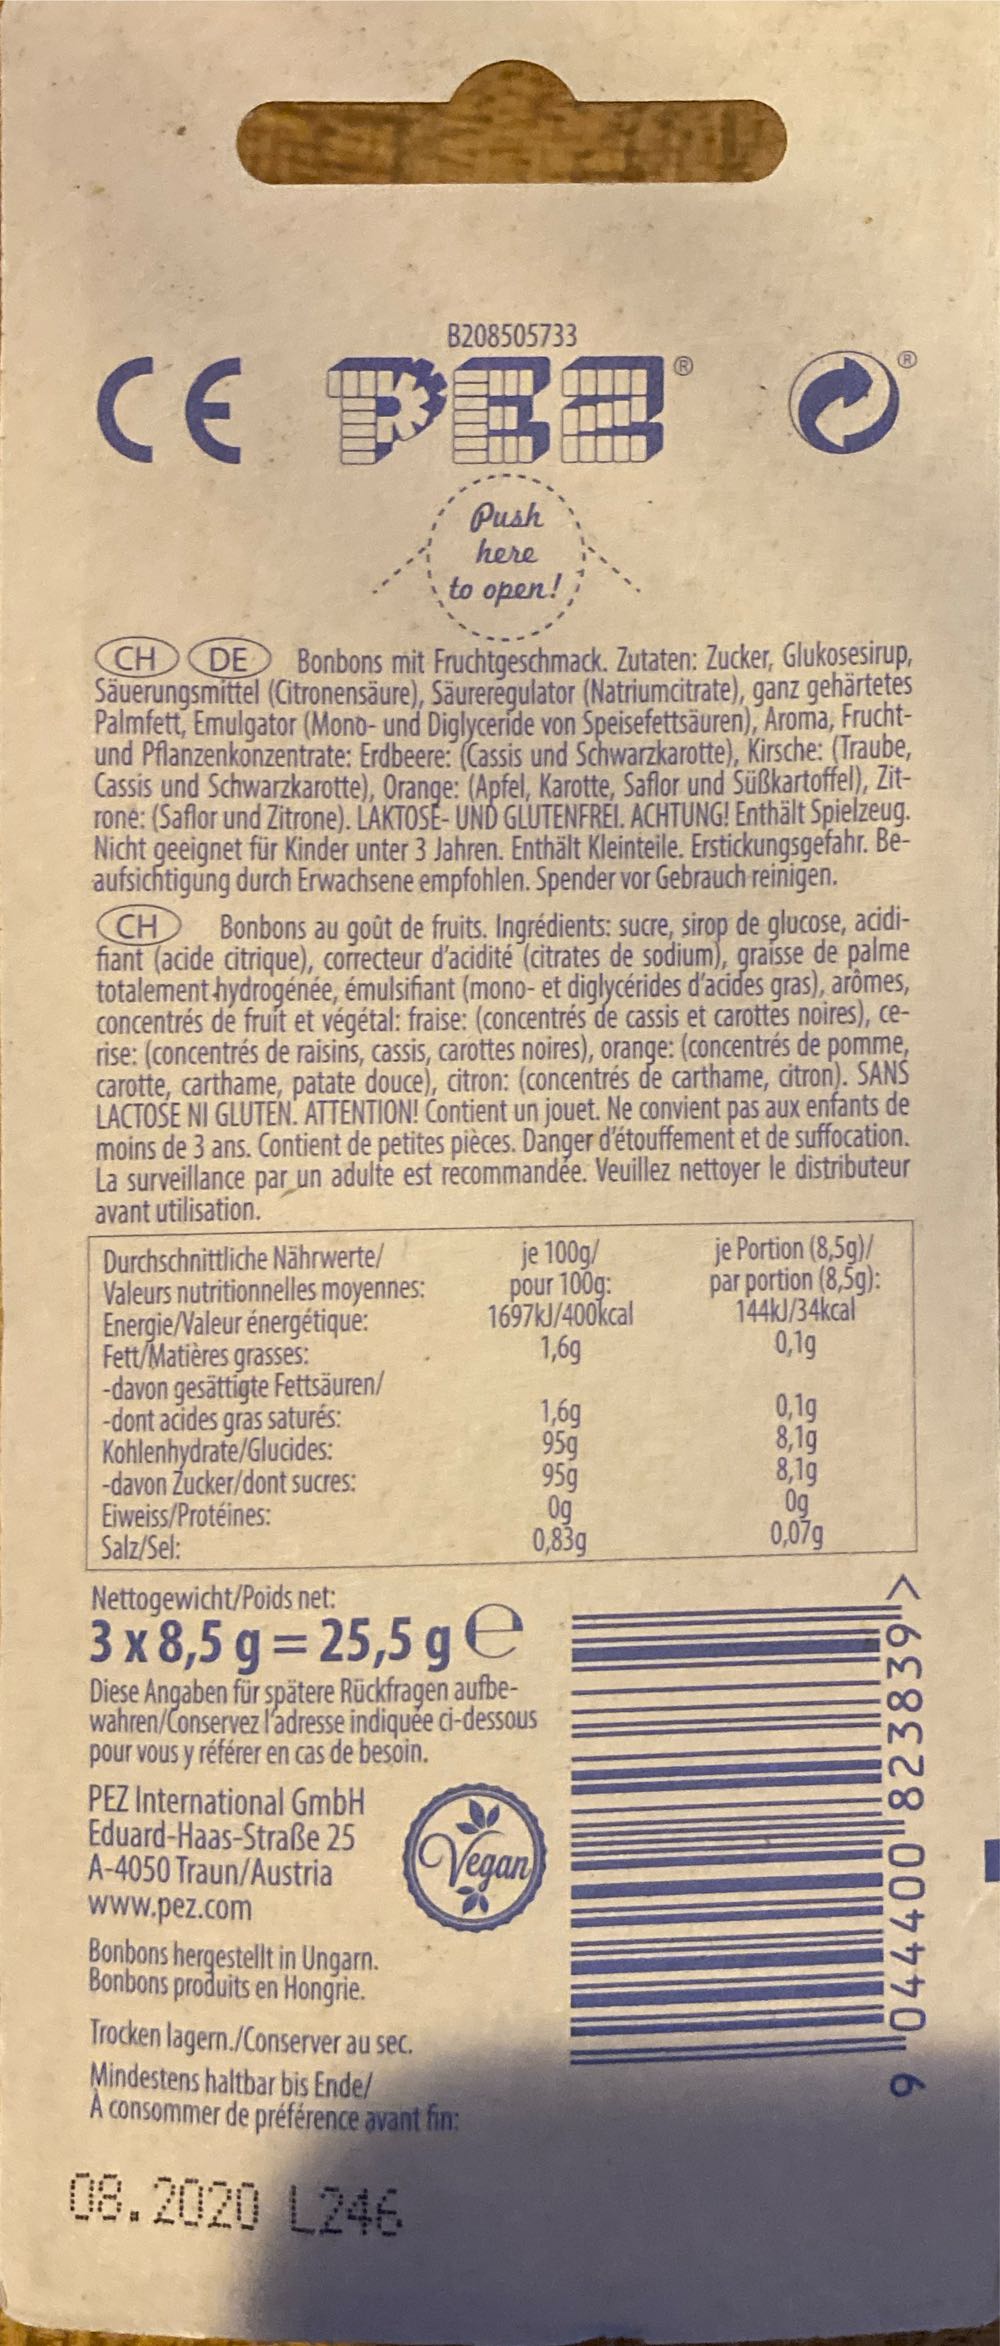 B208505733
CE PEZ® ®
Push
here
to open!
CH DE Bonbons mit Fruchtgeschmack. Zutaten: Zucker, Glukosesirup,
Säuerungsmittel (Citronensäure), Säureregulator (Natriumcitrate), ganz gehärtetes
Palmfett, Emulgator (Mono- und Diglyceride von Speisefettsäuren), Aroma, Frucht-
und Pflanzenkonzentrate: Erdbeere: (Cassis und Schwarzkarotte), Kirsche: (Traube,
Cassis und Schwarzkarotte), Orange: (Apfel, Karotte, Saflor und Süßkartoffel), Zit-
rone: (Saflor und Zitrone). LAKTOSE- UND GLUTENFREI. ACHTUNG! Enthält Spielzeug.
Nicht geeignet für Kinder unter 3 Jahren. Enthält Kleinteile. Erstickungsgefahr. Be-
aufsichtigung durch Erwachsene empfohlen. Spender vor Gebrauch reinigen.
CH Bonbons au goût de fruits. Ingrédients: sucre, sirop de glucose, acidi-
fiant (acide citrique), correcteur d'acidité (citrates de sodium), graisse de palme
totalement hydrogénée, émulsifiant (mono- et diglycérides d'acides gras), arômes,
concentrés de fruit et végétal: fraise: (concentrés de cassis et carottes noires), ce-
rise: (concentrés de raisins, cassis, carottes noires), orange: (concentrés de pomme,
carotte, carthame, patate douce), citron: (concentrés de carthame, citron). SANS
LACTOSE NI GLUTEN. ATTENTION! Contient un jouet. Ne convient pas aux enfants de
moins de 3 ans. Contient de petites pièces. Danger d'étouffement et de suffocation.
La surveillance par un adulte est recommandée. Veuillez nettoyer le distributeur
avant utilisation.
Durchschnittliche Nährwerte/ je 100g/ je Portion (8,5g)/
Valeurs nutritionnelles moyennes: pour 100g: par portion (8,5g):
Energie/Valeur énergétique: 1697kJ/400kcal 144kJ/34kcal
Fett/Matières grasses: 1,6g 0,1g
-davon gesättigte Fettsäuren/
-dont acides gras saturés: 1,6g 0,1g
Kohlenhydrate/Glucides: 95g 8,1g
-davon Zucker/dont sucres: 95g 8,1g
Eiweiss/Protéines: 0g 0g
Salz/Sel: 0,83g 0,07g
Nettogewicht/Poids net:
3 x 8,5 g = 25,5 g ℮
Diese Angaben für spätere Rückfragen aufbe-
wahren/Conservez l'adresse indiquée ci-dessous
pour vous y référer en cas de besoin.
PEZ International GmbH
Eduard-Haas-Straße 25
A-4050 Traun/Austria
www.pez.com
Vegan
Bonbons hergestellt in Ungarn.
Bonbons produits en Hongrie.
Trocken lagern./Conserver au sec.
Mindestens haltbar bis Ende/
À consommer de préférence avant fin:
08.2020 L246
9 044400 823839 >